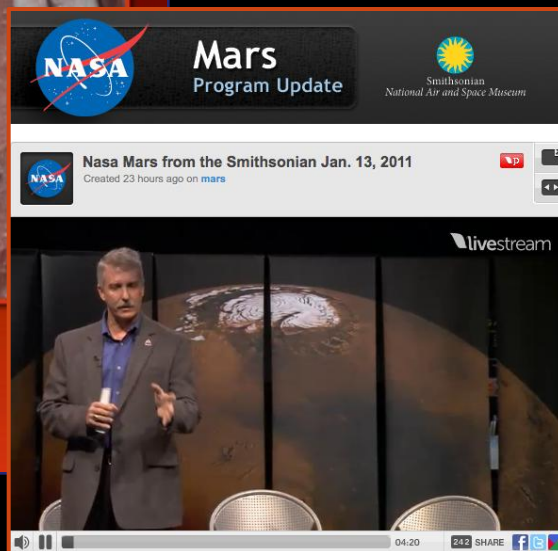 NASA
Mars
Program Update
Smithsonian
National Air and Space Museum
NASA
Nasa Mars from the Smithsonian Jan. 13, 2011
Created 23 hours ago on mars
livestream
04:20
242 SHARE